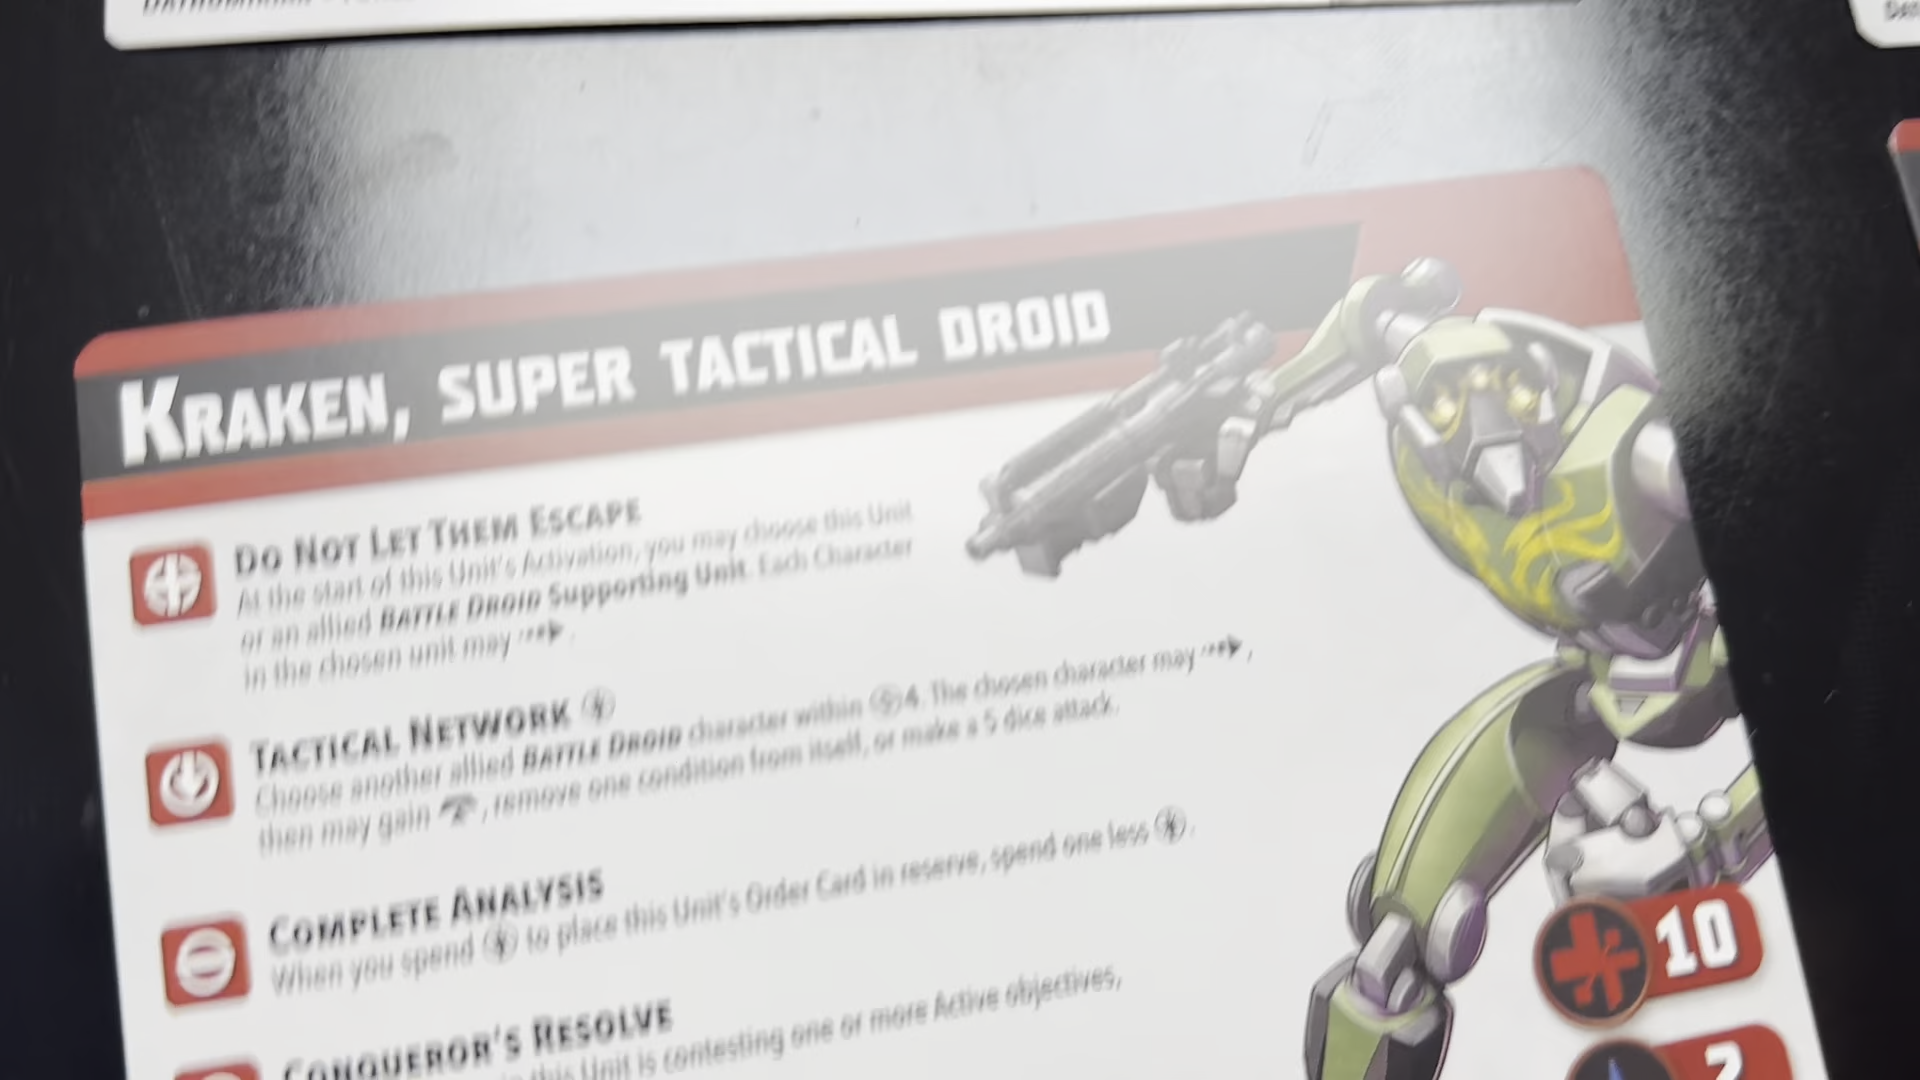 KRAKEN, SUPER TACTICAL DROID
DO NOT LET THEM ESCAPE
At the start of this Unit's Activation, you may choose this Unit
or an allied BATTLE DROID Supporting Unit. Each Character
in the chosen unit may .
TACTICAL NETWORK
Choose another allied BATTLE DROID character within 4. The chosen character may ,
then may gain , remove one condition from itself, or make a 5 dice attack.
COMPLETE ANALYSIS
When you spend to place this Unit's Order Card in reserve, spend one less .
10
CONQUEROR'S RESOLVE
this Unit is contesting one or more Active objectives,
2